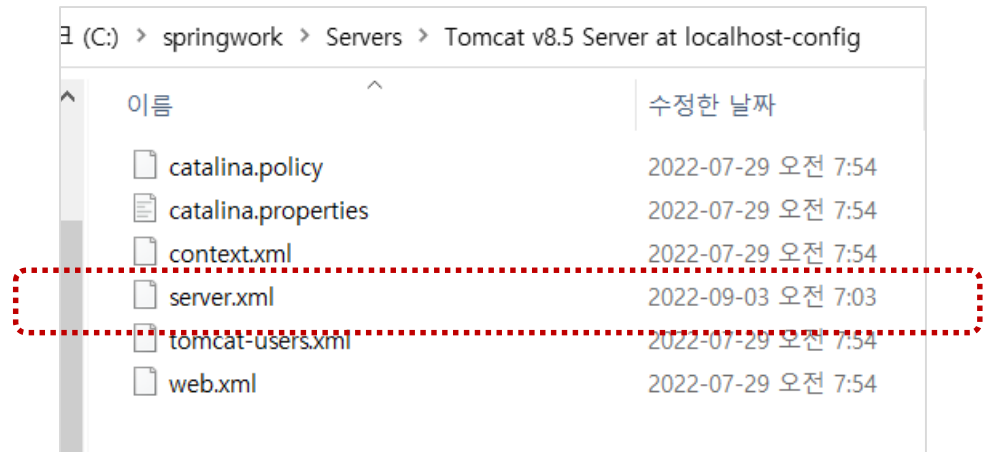 크 (C:) > springwork > Servers > Tomcat v8.5 Server at localhost-config
이름 수정한 날짜
catalina.policy 2022-07-29 오전 7:54
catalina.properties 2022-07-29 오전 7:54
context.xml 2022-07-29 오전 7:54
server.xml 2022-09-03 오전 7:03
tomcat-users.xml 2022-07-29 오전 7:54
web.xml 2022-07-29 오전 7:54